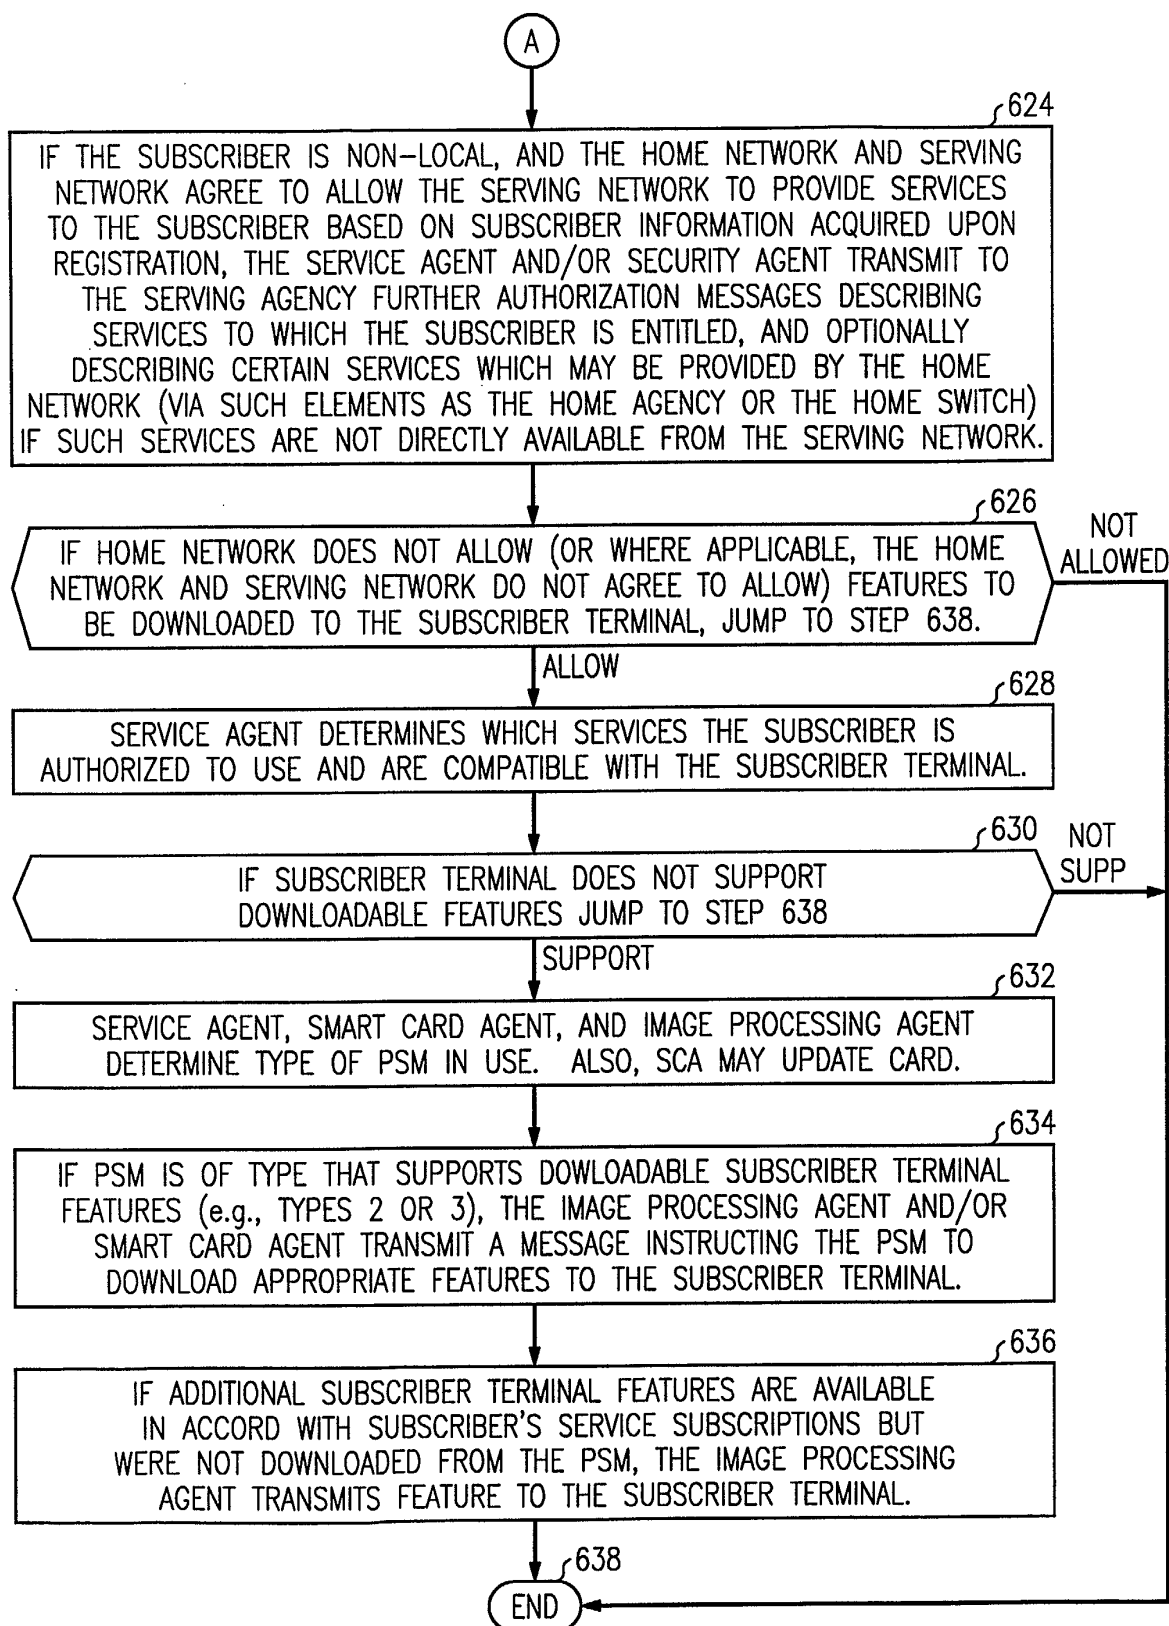 A
624
IF THE SUBSCRIBER IS NON-LOCAL, AND THE HOME NETWORK AND SERVING
NETWORK AGREE TO ALLOW THE SERVING NETWORK TO PROVIDE SERVICES
TO THE SUBSCRIBER BASED ON SUBSCRIBER INFORMATION ACQUIRED UPON
REGISTRATION, THE SERVICE AGENT AND/OR SECURITY AGENT TRANSMIT TO
THE SERVING AGENCY FURTHER AUTHORIZATION MESSAGES DESCRIBING
SERVICES TO WHICH THE SUBSCRIBER IS ENTITLED, AND OPTIONALLY
DESCRIBING CERTAIN SERVICES WHICH MAY BE PROVIDED BY THE HOME
NETWORK (VIA SUCH ELEMENTS AS THE HOME AGENCY OR THE HOME SWITCH)
IF SUCH SERVICES ARE NOT DIRECTLY AVAILABLE FROM THE SERVING NETWORK.
626
NOT
ALLOWED
IF HOME NETWORK DOES NOT ALLOW (OR WHERE APPLICABLE, THE HOME
NETWORK AND SERVING NETWORK DO NOT AGREE TO ALLOW) FEATURES TO
BE DOWNLOADED TO THE SUBSCRIBER TERMINAL, JUMP TO STEP 638.
ALLOW
628
SERVICE AGENT DETERMINES WHICH SERVICES THE SUBSCRIBER IS
AUTHORIZED TO USE AND ARE COMPATIBLE WITH THE SUBSCRIBER TERMINAL.
630
NOT
SUPP
IF SUBSCRIBER TERMINAL DOES NOT SUPPORT
DOWNLOADABLE FEATURES JUMP TO STEP 638
SUPPORT
632
SERVICE AGENT, SMART CARD AGENT, AND IMAGE PROCESSING AGENT
DETERMINE TYPE OF PSM IN USE. ALSO, SCA MAY UPDATE CARD.
634
IF PSM IS OF TYPE THAT SUPPORTS DOWLOADABLE SUBSCRIBER TERMINAL
FEATURES (e.g., TYPES 2 OR 3), THE IMAGE PROCESSING AGENT AND/OR
SMART CARD AGENT TRANSMIT A MESSAGE INSTRUCTING THE PSM TO
DOWNLOAD APPROPRIATE FEATURES TO THE SUBSCRIBER TERMINAL.
636
IF ADDITIONAL SUBSCRIBER TERMINAL FEATURES ARE AVAILABLE
IN ACCORD WITH SUBSCRIBER'S SERVICE SUBSCRIPTIONS BUT
WERE NOT DOWNLOADED FROM THE PSM, THE IMAGE PROCESSING
AGENT TRANSMITS FEATURE TO THE SUBSCRIBER TERMINAL.
638
END